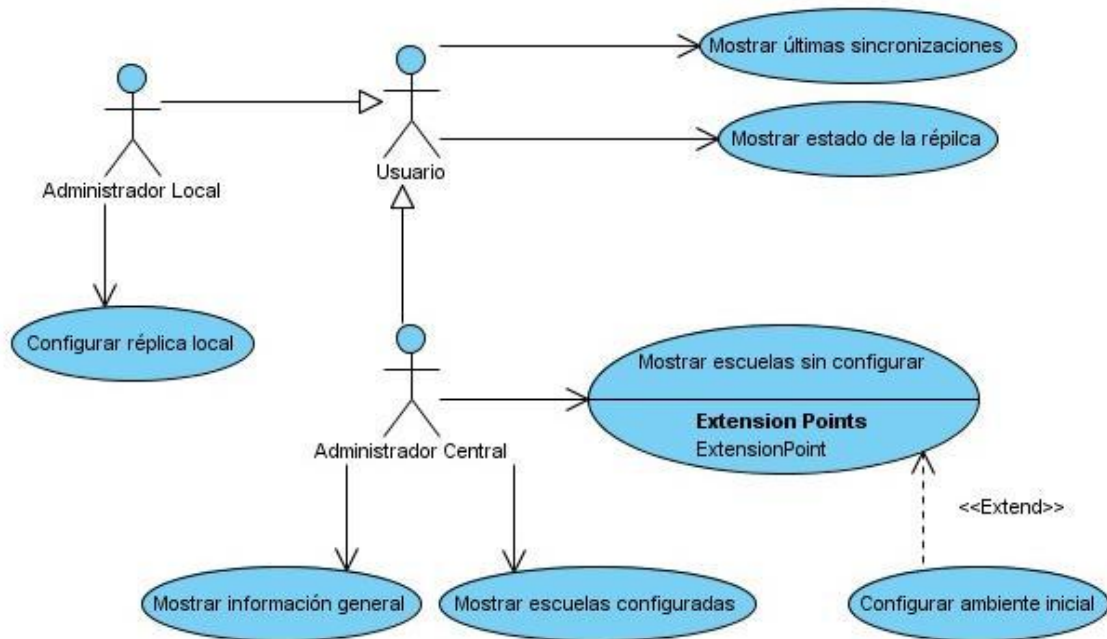 Mostrar últimas sincronizaciones
Mostrar estado de la répilca
Usuario
Administrador Local
Configurar réplica local
Mostrar escuelas sin configurar
Extension Points
ExtensionPoint
Administrador Central
<<Extend>>
Mostrar información general
Mostrar escuelas configuradas
Configurar ambiente inicial